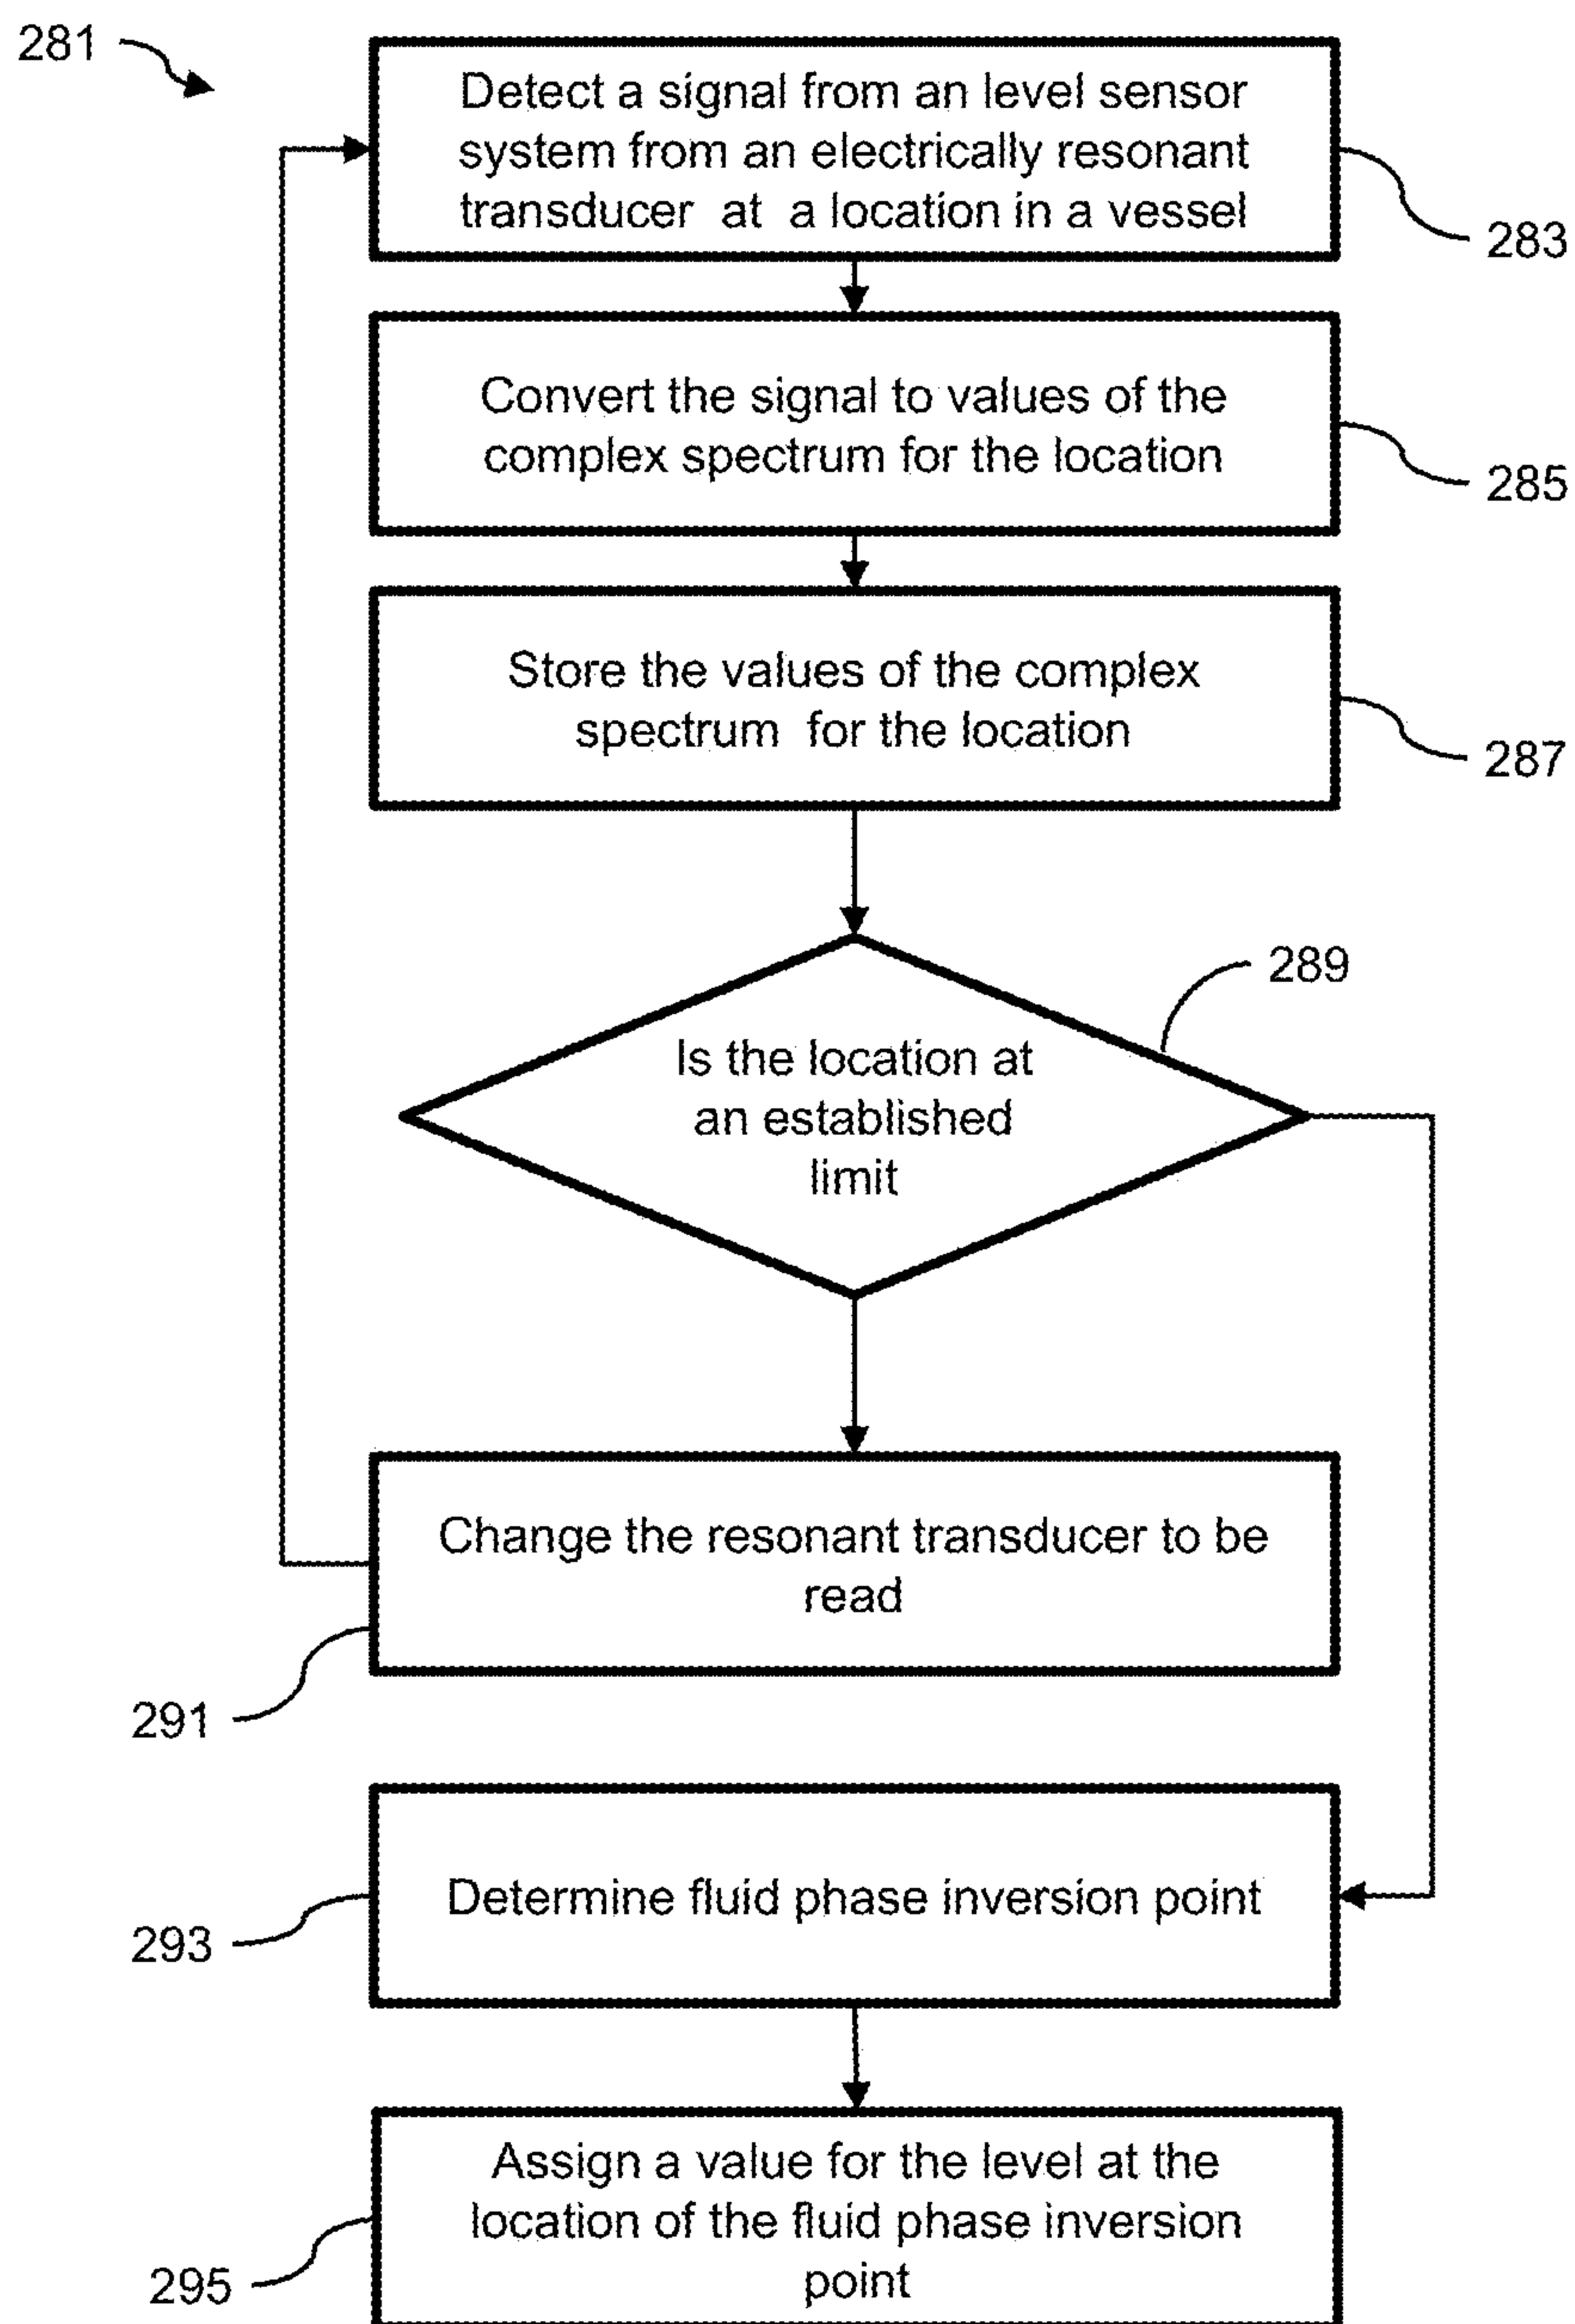 281
Detect a signal from an level sensor
system from an electrically resonant
transducer at a location in a vessel
283
Convert the signal to values of the
complex spectrum for the location
285
Store the values of the complex
spectrum for the location
287
289
Is the location at
an established
limit
Change the resonant transducer to be
read
291
Determine fluid phase inversion point
293
Assign a value for the level at the
location of the fluid phase inversion
point
295